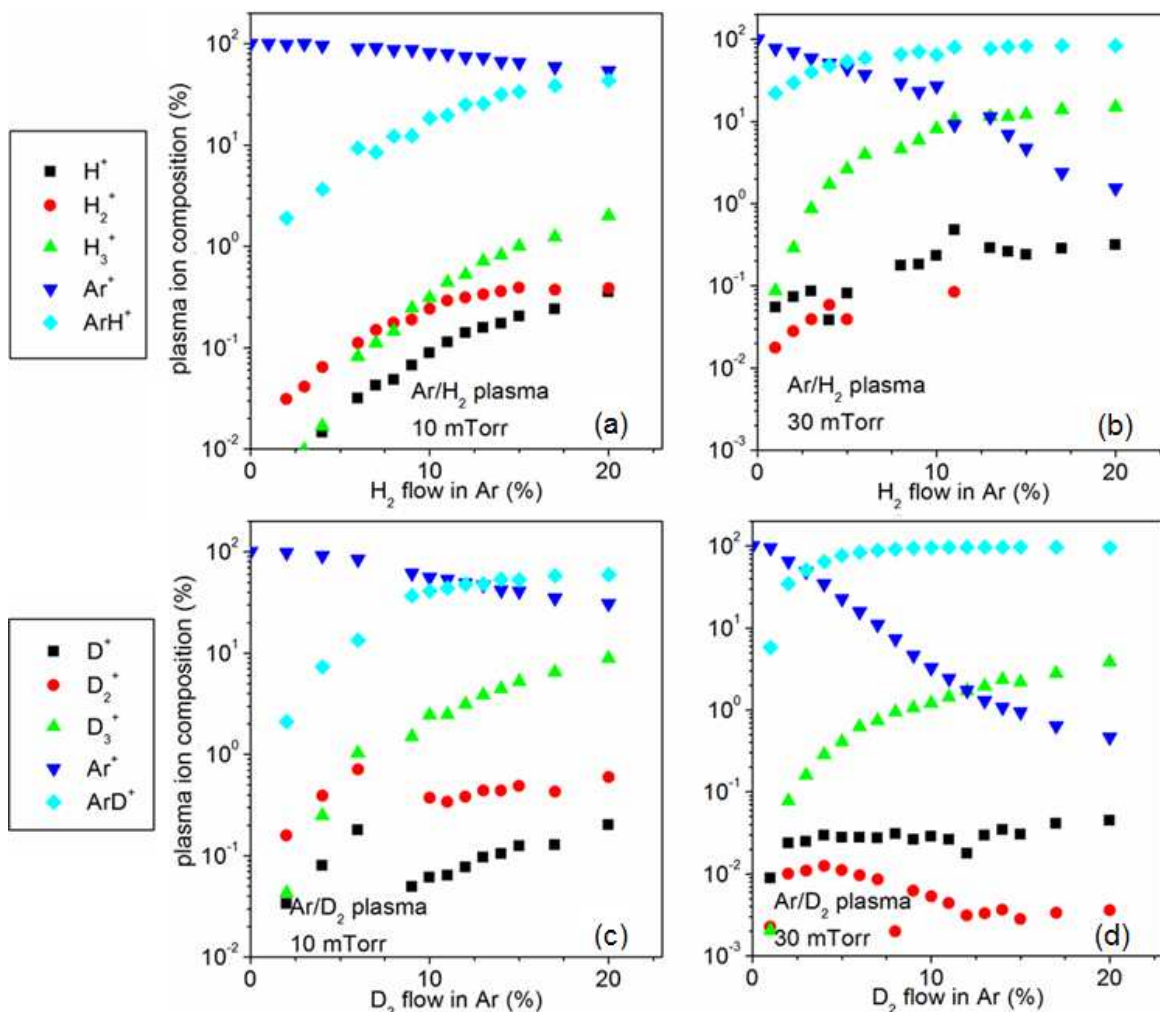 H+
H2+
H3+
Ar+
ArH+
plasma ion composition (%)
10^2
10^1
10^0
10^-1
10^-2
Ar/H2 plasma
10 mTorr
(a)
0 10 20
H2 flow in Ar (%)
10^2
10^1
10^0
10^-1
10^-2
10^-3
Ar/H2 plasma
30 mTorr
(b)
0 10 20
H2 flow in Ar (%)
D+
D2+
D3+
Ar+
ArD+
plasma ion composition (%)
10^2
10^1
10^0
10^-1
10^-2
Ar/D2 plasma
10 mTorr
(c)
0 10 20
D2 flow in Ar (%)
10^2
10^1
10^0
10^-1
10^-2
10^-3
Ar/D2 plasma
30 mTorr
(d)
0 10 20
D2 flow in Ar (%)